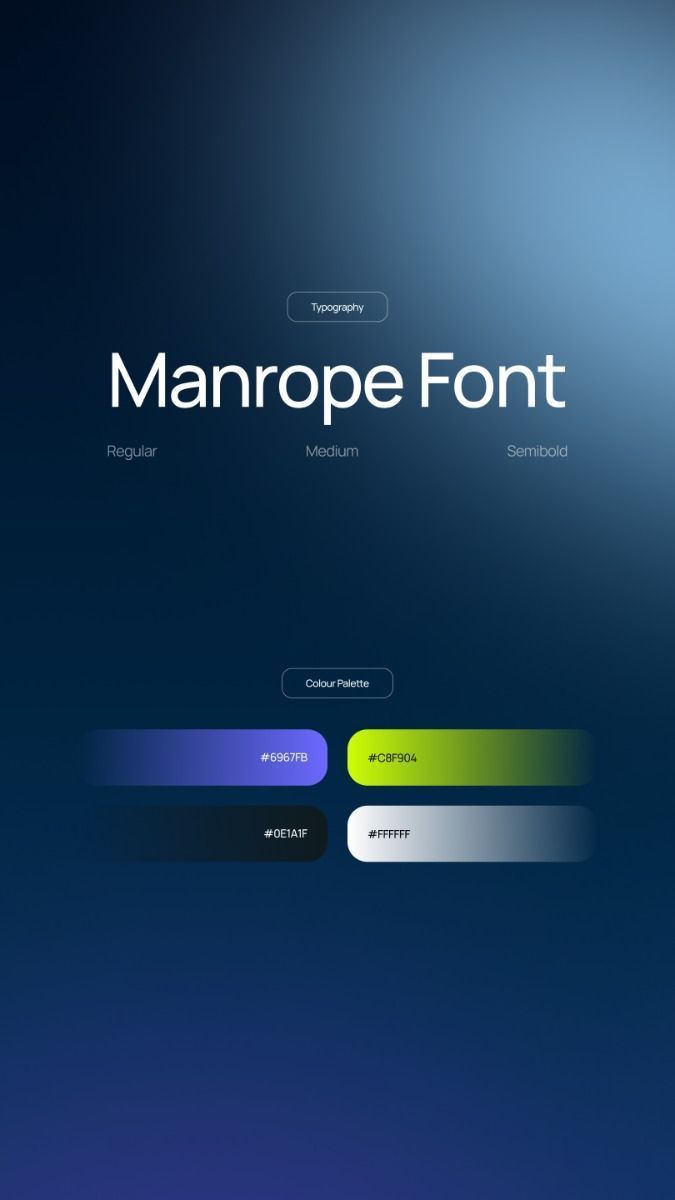 Typography
Manrope Font
Regular Medium Semibold
Colour Palette
#6967FB #C8F904
#0E1A1F #FFFFFF